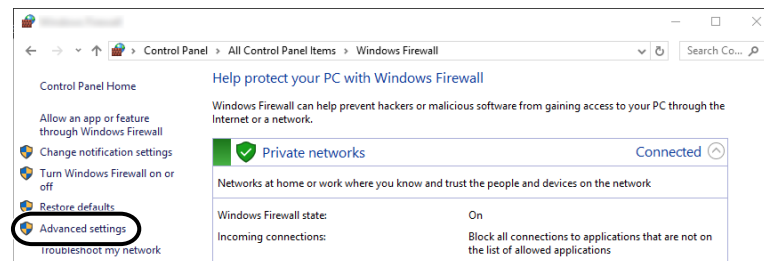 Control Panel > All Control Panel Items > Windows Firewall
Search Co...
Control Panel Home
Allow an app or feature
through Windows Firewall
Change notification settings
Turn Windows Firewall on or
off
Restore defaults
Advanced settings
Troubleshoot my network
Help protect your PC with Windows Firewall
Windows Firewall can help prevent hackers or malicious software from gaining access to your PC through the
Internet or a network.
Private networks Connected
Networks at home or work where you know and trust the people and devices on the network
Windows Firewall state: On
Incoming connections: Block all connections to applications that are not on
the list of allowed applications